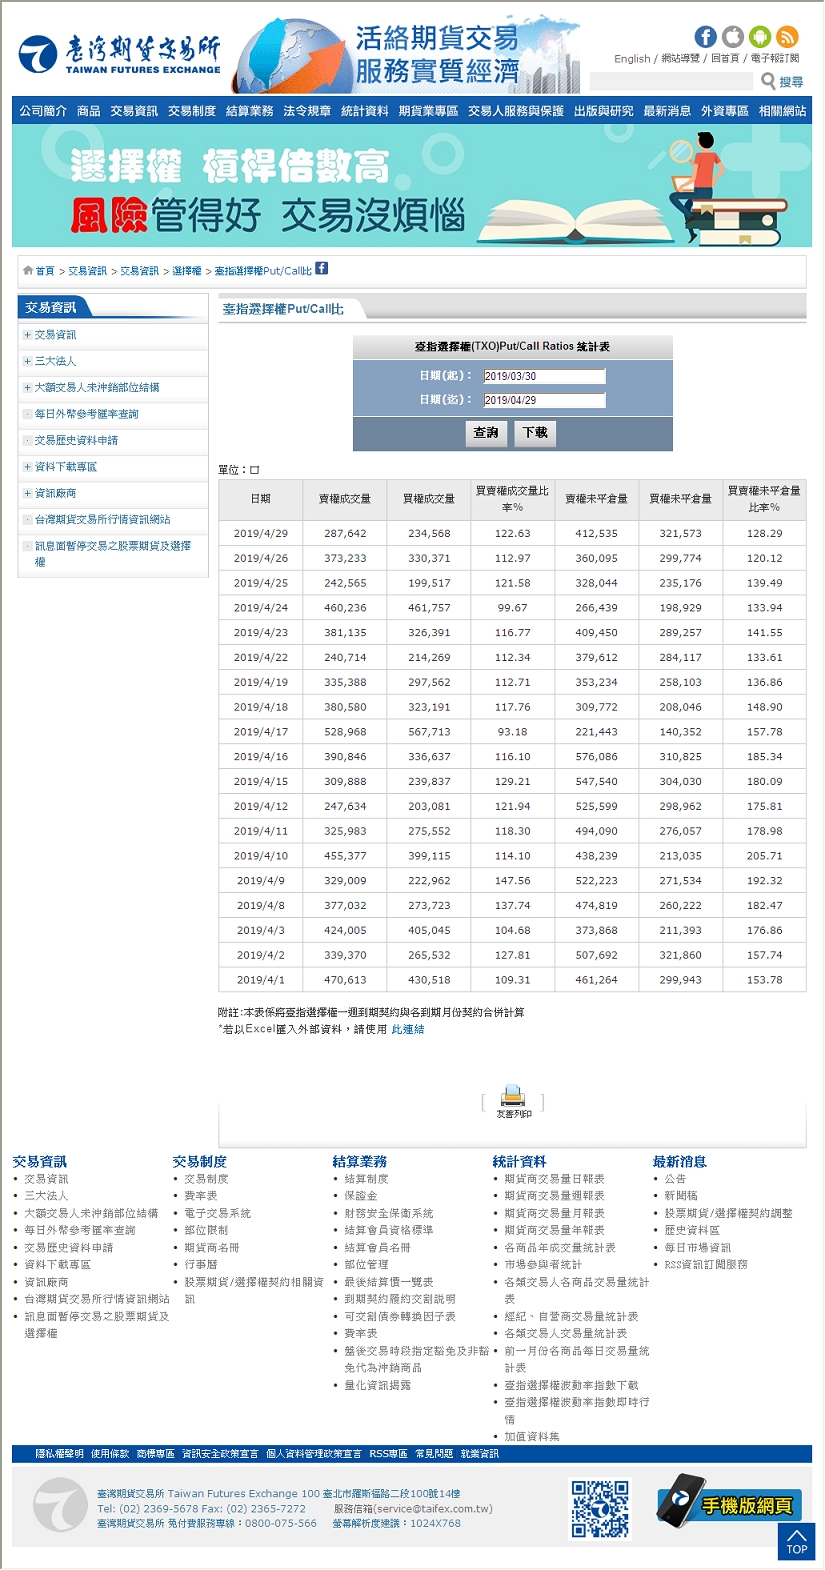 臺灣期貨交易所
TAIWAN FUTURES EXCHANGE
活絡期貨交易
服務實質經濟
English / 網站導覽 / 回首頁 / 電子報訂閱
搜尋
公司簡介 商品 交易資訊 交易制度 結算業務 法令規章 統計資料 期貨業專區 交易人服務與保護 出版與研究 最新消息 外資專區 相關網站
選擇權 槓桿倍數高
風險管得好 交易沒煩惱
首頁 > 交易資訊 > 交易資訊 > 選擇權 > 臺指選擇權Put/Call比
交易資訊
交易資訊
三大法人
大額交易人未沖銷部位結構
每日外幣參考匯率查詢
交易歷史資料申請
資料下載專區
資訊廠商
台灣期貨交易所行情資訊網站
訊息面暫停交易之股票期貨及選擇
權
臺指選擇權Put/Call比
臺指選擇權(TXO)Put/Call Ratios 統計表
日期(起)： 2019/03/30
日期(迄)： 2019/04/29
查詢 下載
單位：口
日期 賣權成交量 買權成交量 買賣權成交量比率% 賣權未平倉量 買權未平倉量 買賣權未平倉量比率%
2019/4/29 287,642 234,568 122.63 412,535 321,573 128.29
2019/4/26 373,233 330,371 112.97 360,095 299,774 120.12
2019/4/25 242,565 199,517 121.58 328,044 235,176 139.49
2019/4/24 460,236 461,757 99.67 266,439 198,929 133.94
2019/4/23 381,135 326,391 116.77 409,450 289,257 141.55
2019/4/22 240,714 214,269 112.34 379,612 284,117 133.61
2019/4/19 335,388 297,562 112.71 353,234 258,103 136.86
2019/4/18 380,580 323,191 117.76 309,772 208,046 148.90
2019/4/17 528,968 567,713 93.18 221,443 140,352 157.78
2019/4/16 390,846 336,637 116.10 576,086 310,825 185.34
2019/4/15 309,888 239,837 129.21 547,540 304,030 180.09
2019/4/12 247,634 203,081 121.94 525,599 298,962 175.81
2019/4/11 325,983 275,552 118.30 494,090 276,057 178.98
2019/4/10 455,377 399,115 114.10 438,239 213,035 205.71
2019/4/9 329,009 222,962 147.56 522,223 271,534 192.32
2019/4/8 377,032 273,723 137.74 474,819 260,222 182.47
2019/4/3 424,005 405,045 104.68 373,868 211,393 176.86
2019/4/2 339,370 265,532 127.81 507,692 321,860 157.74
2019/4/1 470,613 430,518 109.31 461,264 299,943 153.78
附註:本表係將臺指選擇權一週到期契約與各到期月份契約合併計算
*若以Excel匯入外部資料，請使用 此連結
友善列印
交易資訊
• 交易資訊
• 三大法人
• 大額交易人未沖銷部位結構
• 每日外幣參考匯率查詢
• 交易歷史資料申請
• 資料下載專區
• 資訊廠商
• 台灣期貨交易所行情資訊網站
• 訊息面暫停交易之股票期貨及
選擇權
交易制度
• 交易制度
• 費率表
• 電子交易系統
• 部位限制
• 期貨商名冊
• 行事曆
• 股票期貨/選擇權契約相關資
訊
結算業務
• 結算制度
• 保證金
• 財務安全保衛系統
• 結算會員資格標準
• 結算會員名冊
• 部位管理
• 最後結算價一覽表
• 到期契約履約交割說明
• 可交割債券轉換因子表
• 費率表
• 盤後交易時段指定豁免及非豁
免代為沖銷商品
• 量化資訊揭露
統計資料
• 期貨商交易量日報表
• 期貨商交易量週報表
• 期貨商交易量月報表
• 期貨商交易量年報表
• 各商品年成交量統計表
• 市場參與者統計
• 各類交易人各商品交易量統計
表
• 經紀、自營商交易量統計表
• 各類交易人交易量統計表
• 前一月份各商品每日交易量統
計表
• 臺指選擇權波動率指數下載
• 臺指選擇權波動率指數即時行
情
• 加值資料集
最新消息
• 公告
• 新聞稿
• 股票期貨/選擇權契約調整
• 歷史資料區
• 每日市場資訊
• RSS資訊訂閱服務
隱私權聲明 使用條款 商標專區 資訊安全政策宣言 個人資料管理政策宣言 RSS專區 常見問題 就業資訊
臺灣期貨交易所 Taiwan Futures Exchange 100 臺北市羅斯福路二段100號14樓
Tel: (02) 2369-5678 Fax: (02) 2365-7272 服務信箱(service@taifex.com.tw)
臺灣期貨交易所 免付費服務專線：0800-075-566 螢幕解析度建議：1024X768
手機版網頁
TOP